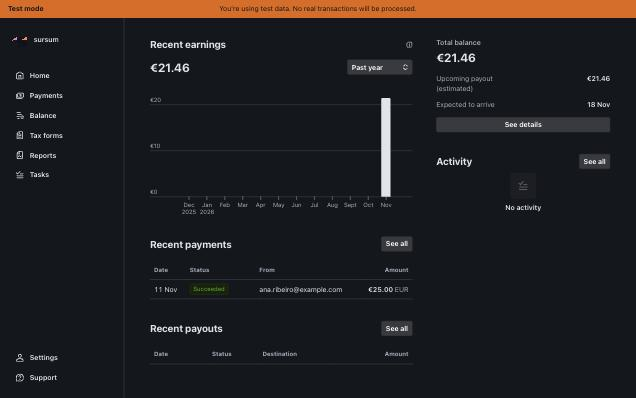 Test mode
You're using test data. No real transactions will be processed.
sursum
Home
Payments
Balance
Tax forms
Reports
Tasks
Settings
Support
Recent earnings
€21.46
Past year
€20
€10
€0
Dec 2025
Jan 2026
Feb
Mar
Apr
May
Jun
Jul
Aug
Sept
Oct
Nov
Recent payments
See all
Date Status From Amount
11 Nov Succeeded ana.ribeiro@example.com €25.00 EUR
Recent payouts
See all
Date Status Destination Amount
Total balance
€21.46
Upcoming payout €21.46
(estimated)
Expected to arrive 18 Nov
See details
Activity
See all
No activity